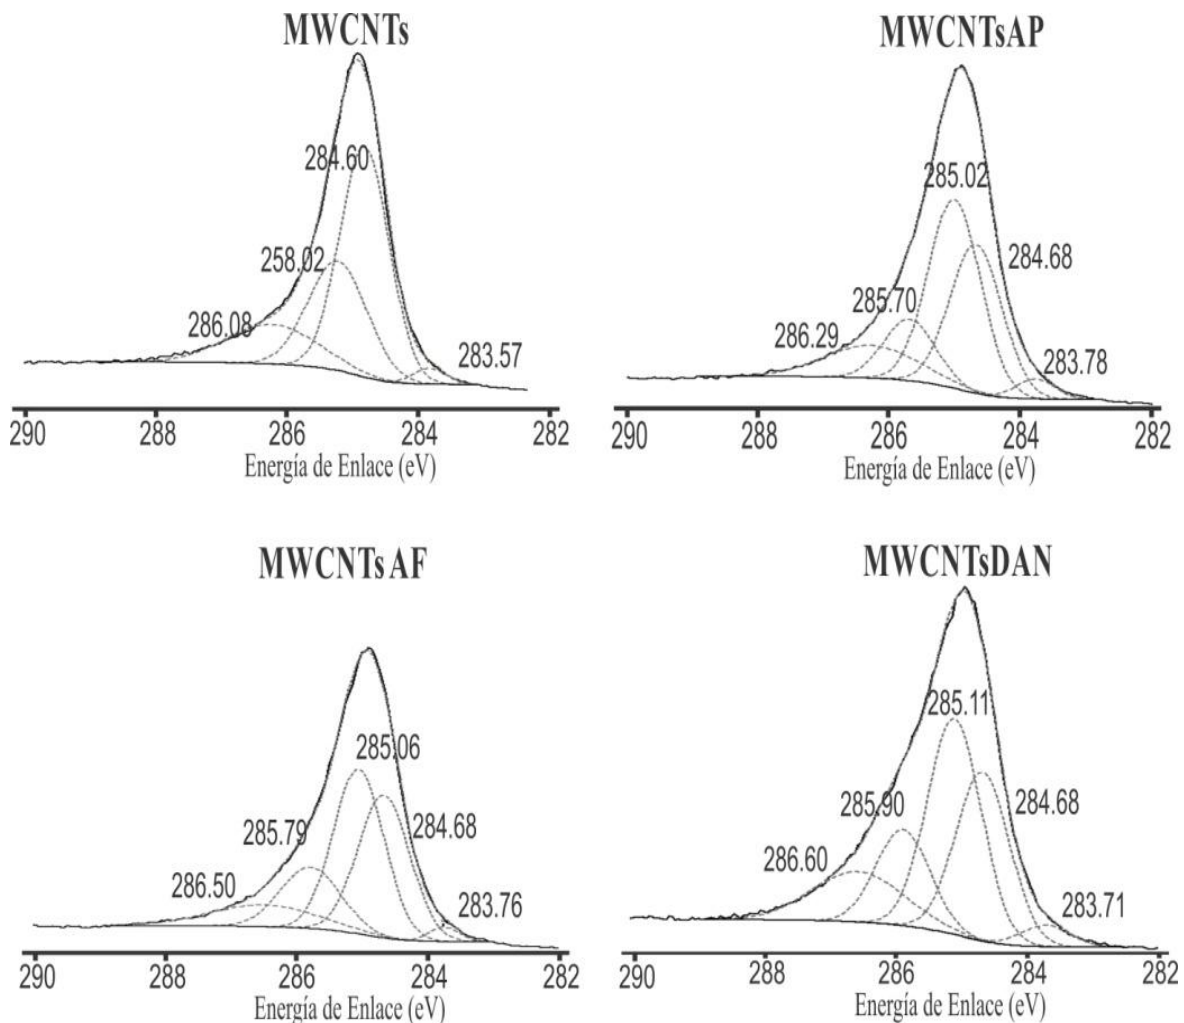 MWCNTs
284.60
258.02
286.08
283.57
290 288 286 284 282
Energía de Enlace (eV)
MWCNTsAP
285.02
284.68
285.70
286.29
283.78
290 288 286 284 282
Energía de Enlace (eV)
MWCNTs AF
285.06
285.79
284.68
286.50
283.76
290 288 286 284 282
Energía de Enlace (eV)
MWCNTsDAN
285.11
285.90
284.68
286.60
283.71
290 288 286 284 282
Energía de Enlace (eV)